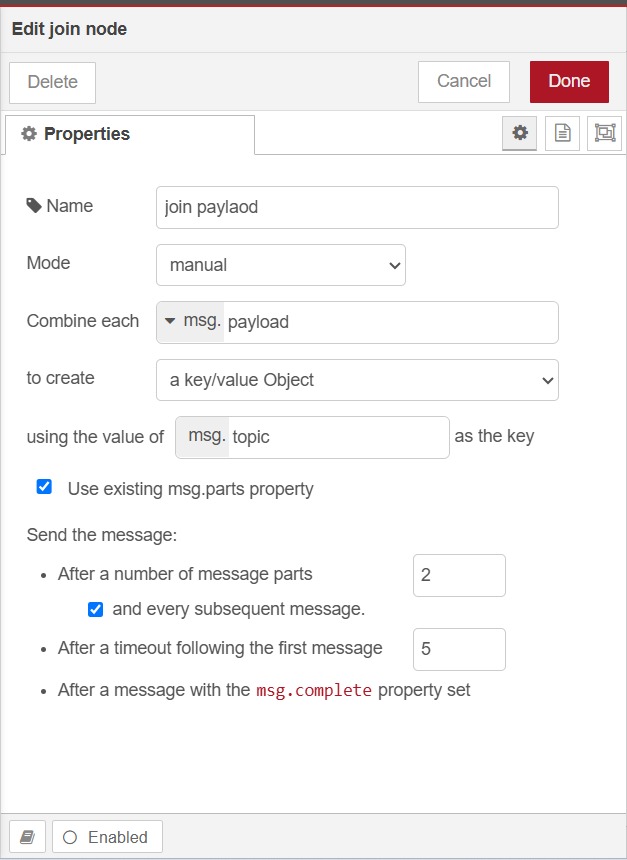 Edit join node
Delete Cancel Done
Properties
Name join paylaod
Mode manual
Combine each msg. payload
to create a key/value Object
using the value of msg. topic as the key
Use existing msg.parts property
Send the message:
• After a number of message parts 2
and every subsequent message.
• After a timeout following the first message 5
• After a message with the msg.complete property set
Enabled